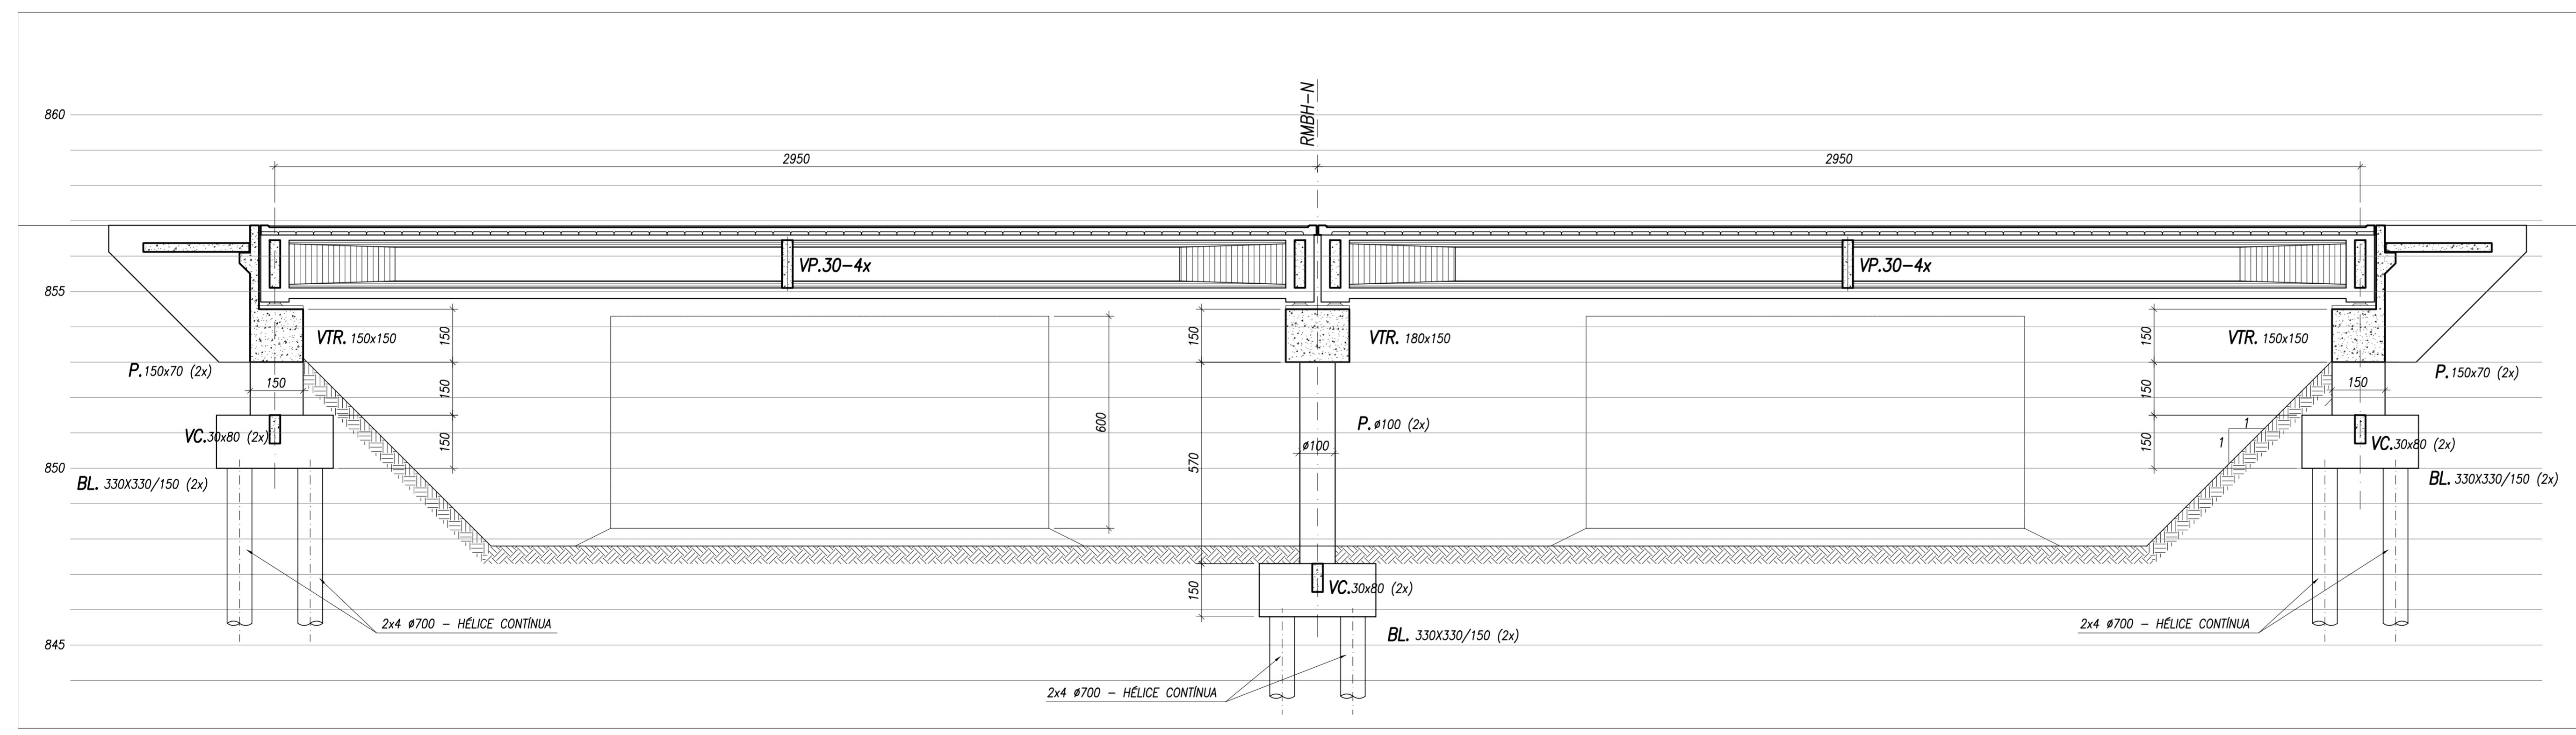 RMBH-N
860
2950
2950
VP.30-4x
VP.30-4x
855
VTR. 150x150
150
150
VTR. 180x150
VTR. 150x150
150
P.150x70 (2x)
150
150
600
P.ø100 (2x)
150
150
P.150x70 (2x)
VC.30x80 (2x)
150
ø100
570
150
1
1
VC.30x80 (2x)
850
BL. 330X330/150 (2x)
BL. 330X330/150 (2x)
150
VC.30x80 (2x)
2x4 ø700 - HÉLICE CONTÍNUA
BL. 330X330/150 (2x)
2x4 ø700 - HÉLICE CONTÍNUA
845
2x4 ø700 - HÉLICE CONTÍNUA